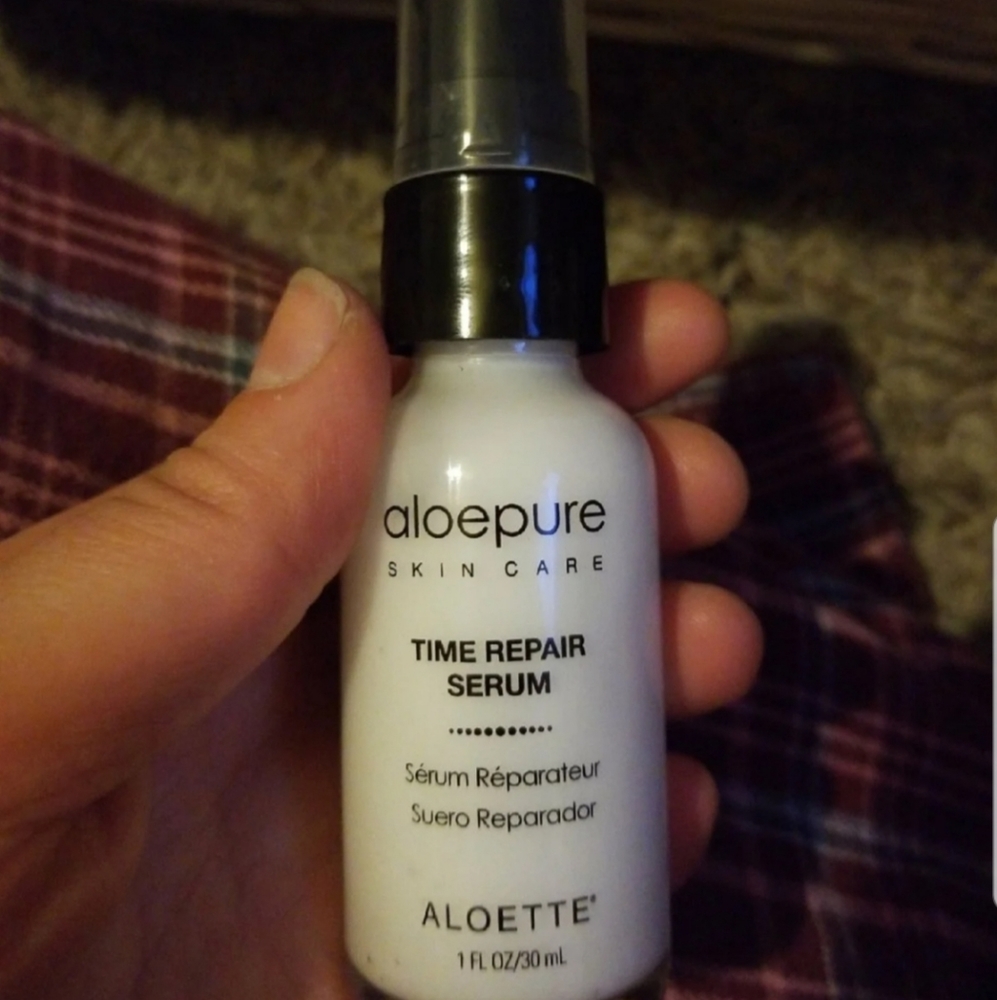 aloepure
SKIN CARE
TIME REPAIR
SERUM
Sérum Réparateur
Suero Reparador
ALOETTE®
1 FL OZ/30 mL